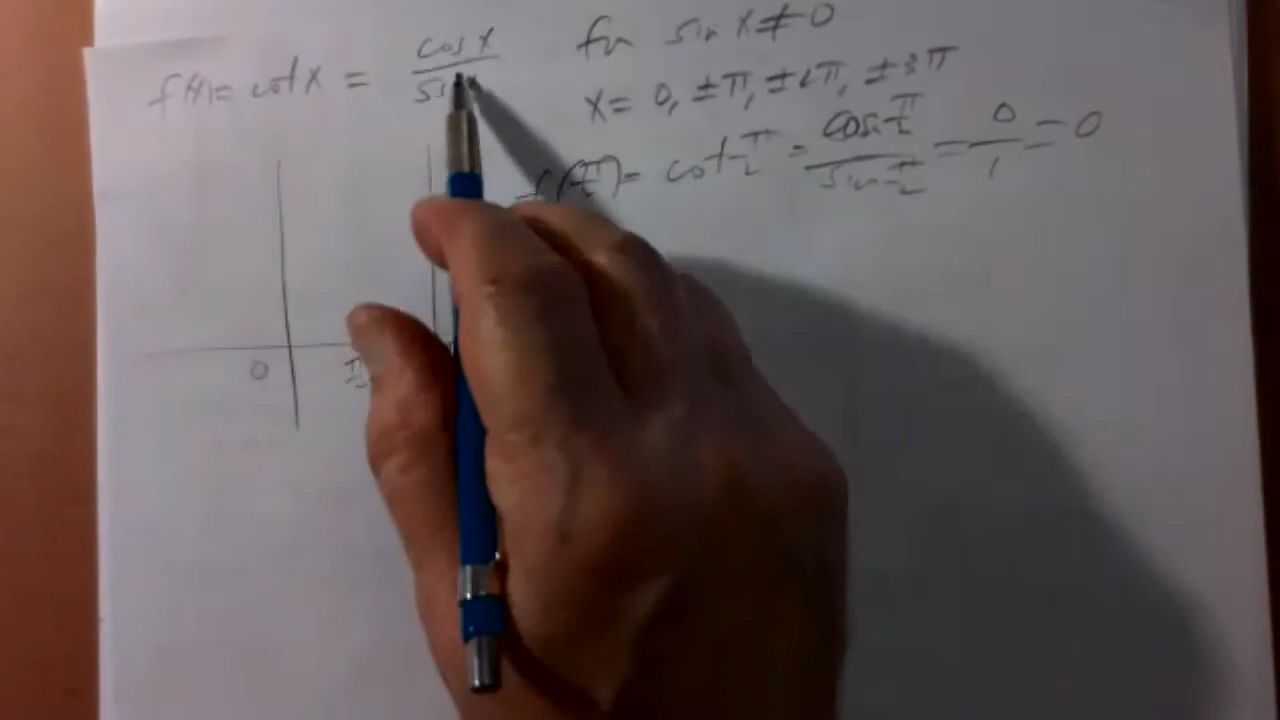 f(x) = cot x = cos x / sin x for sin x ≠ 0
x = 0, ±π, ±2π, ±3π
f(π/2) = cot π/2 = cos π/2 / sin π/2 = 0/1 = 0
0 π/2